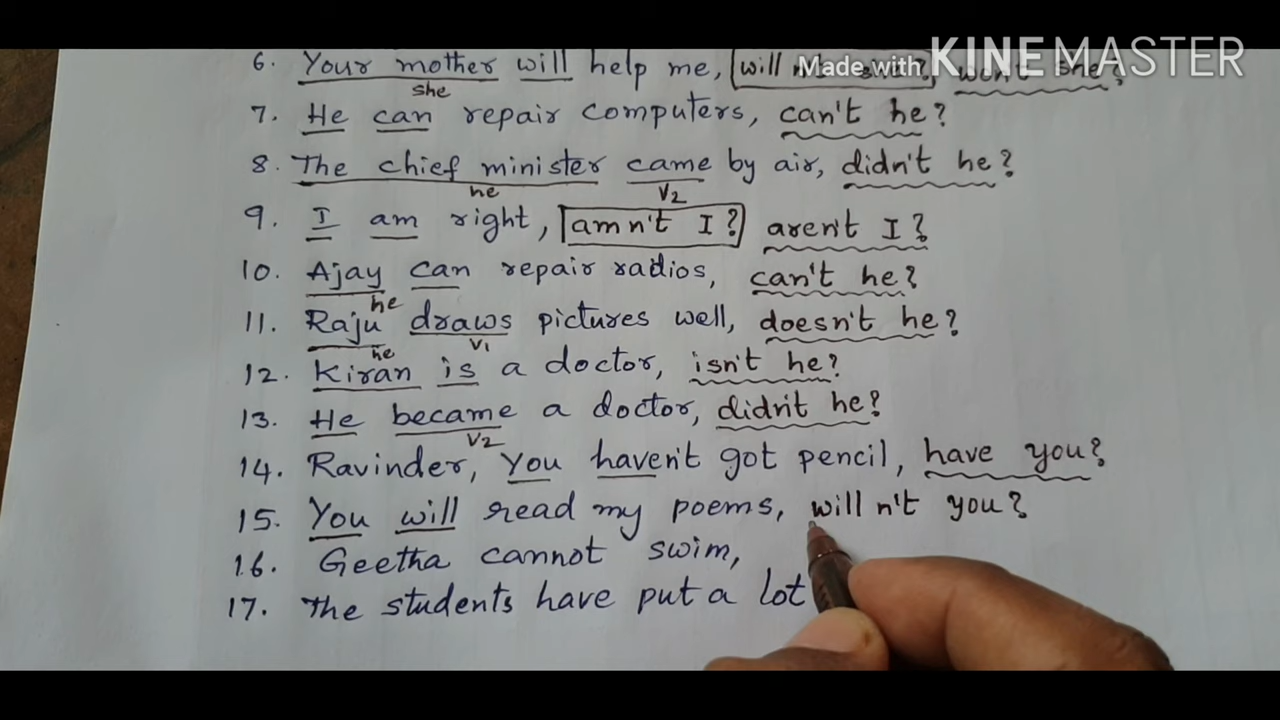 Made with KINEMASTER
6. Your mother will help me, will n't she? won't she?
she
7. He can repair computers, can't he?
8. The chief minister came by air, didn't he?
he V2
9. I am right, amn't I? aren't I?
10. Ajay can repair radios, can't he?
he
11. Raju draws pictures well, doesn't he?
he V1
12. Kiran is a doctor, isn't he?
13. He became a doctor, didn't he?
V2
14. Ravinder, you haven't got pencil, have you?
15. You will read my poems, will n't you?
16. Geetha cannot swim,
17. The students have put a lot